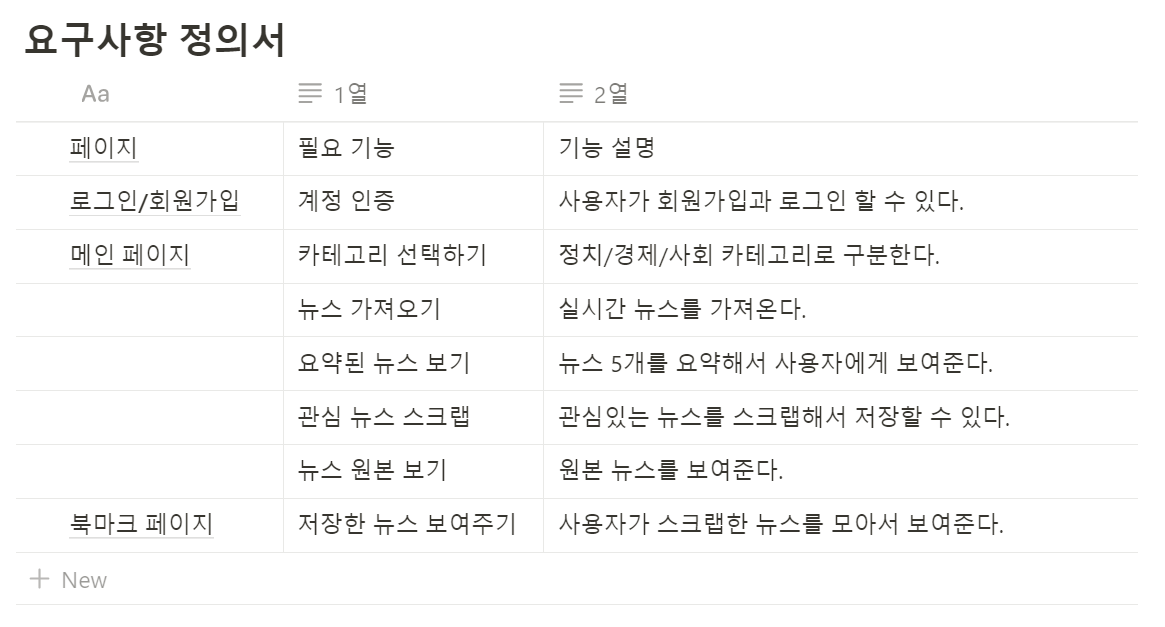 요구사항 정의서
Aa 1열 2열
페이지 필요 기능 기능 설명
로그인/회원가입 계정 인증 사용자가 회원가입과 로그인 할 수 있다.
메인 페이지 카테고리 선택하기 정치/경제/사회 카테고리로 구분한다.
뉴스 가져오기 실시간 뉴스를 가져온다.
요약된 뉴스 보기 뉴스 5개를 요약해서 사용자에게 보여준다.
관심 뉴스 스크랩 관심있는 뉴스를 스크랩해서 저장할 수 있다.
뉴스 원본 보기 원본 뉴스를 보여준다.
북마크 페이지 저장한 뉴스 보여주기 사용자가 스크랩한 뉴스를 모아서 보여준다.
+ New